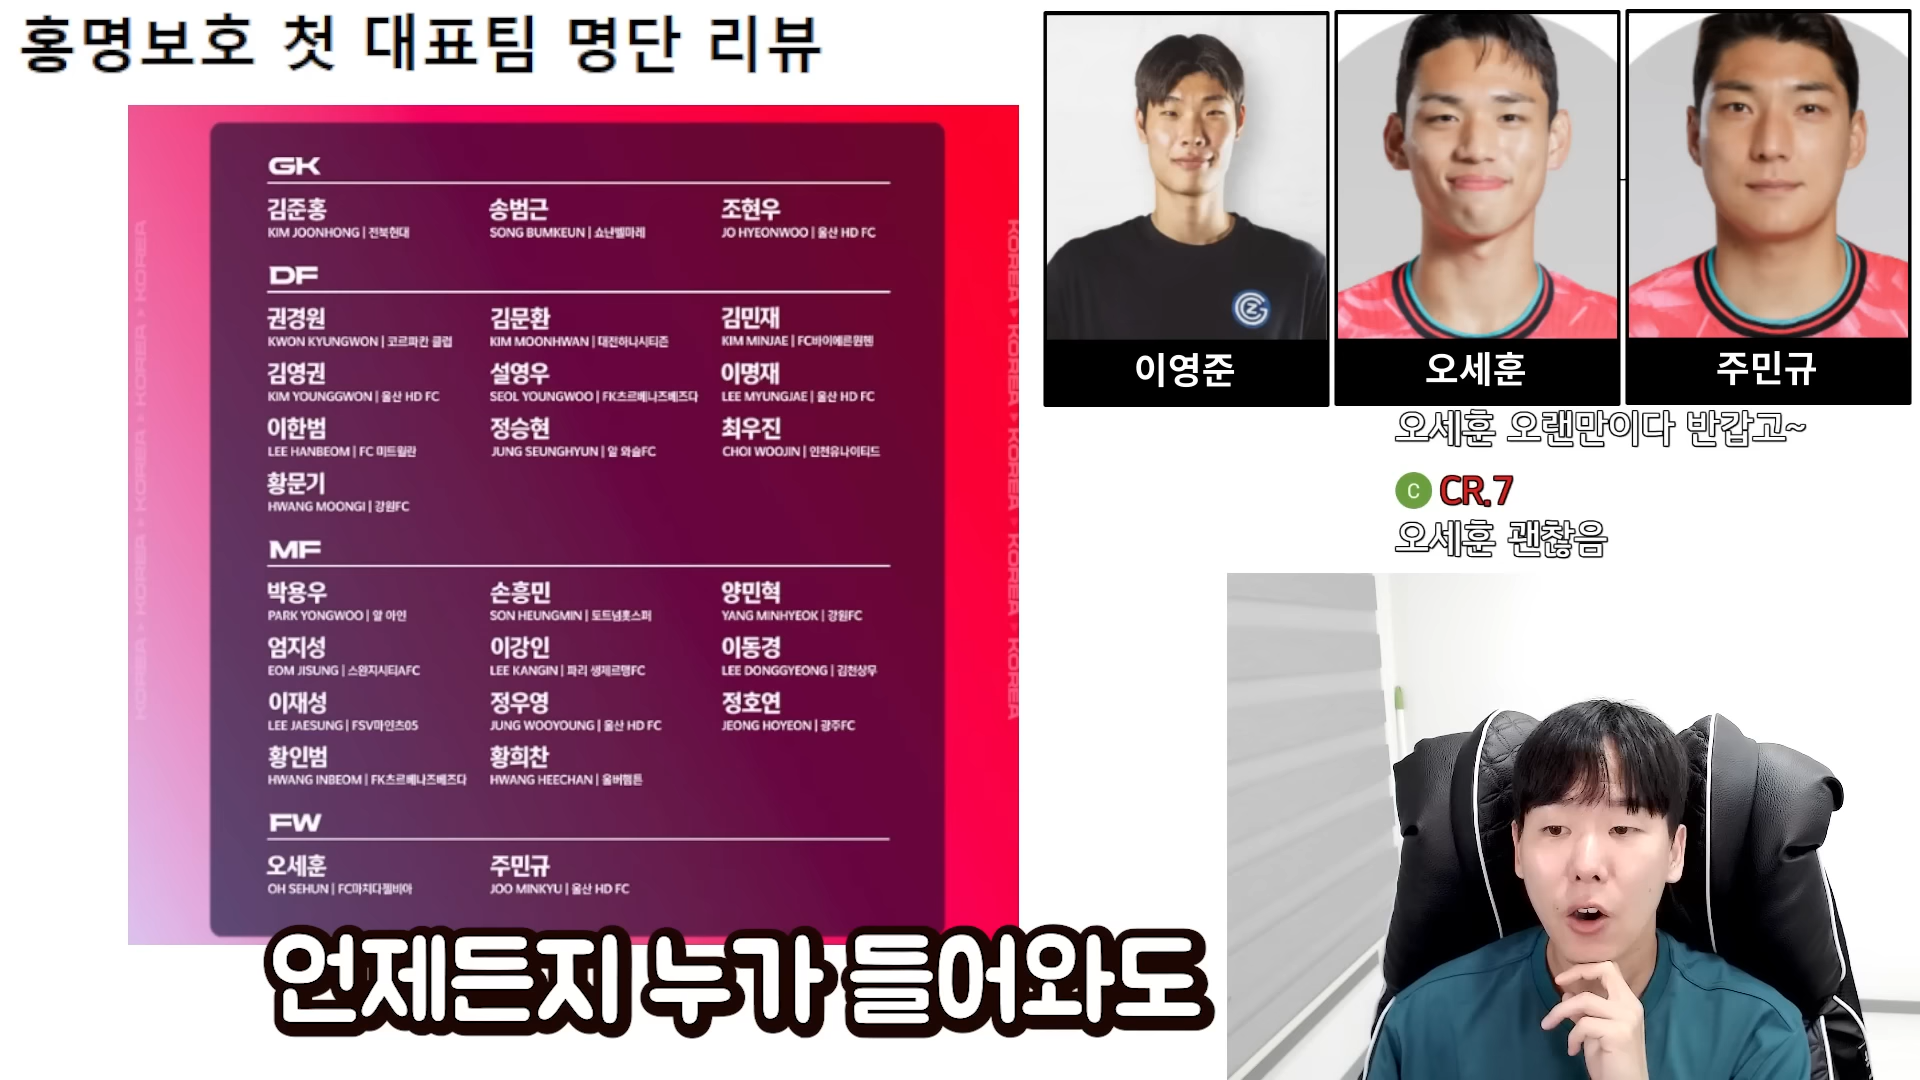 홍명보호 첫 대표팀 명단 리뷰
GK
김준홍 송범근 조현우
KIM JOONHONG | 전북현대 SONG BUMKEUN | 쇼난벨마레 JO HYEONWOO | 울산 HD FC
DF
권경원 김문환 김민재
KWON KYUNGWON | 코르파칸 클럽 KIM MOONHWAN | 대전하나시티즌 KIM MINJAE | FC바이에른뮌헨
김영권 설영우 이명재
KIM YOUNGGWON | 울산 HD FC SEOL YOUNGWOO | FK츠르베나즈베즈다 LEE MYUNGJAE | 울산 HD FC
이한범 정승현 최우진
LEE HANBEOM | FC 미트윌란 JUNG SEUNGHYUN | 알 와슬FC CHOI WOOJIN | 인천유나이티드
황문기
HWANG MOONGI | 강원FC
MF
박용우 손흥민 양민혁
PARK YONGWOO | 알 아인 SON HEUNGMIN | 토트넘홋스퍼 YANG MINHYEOK | 강원FC
엄지성 이강인 이동경
EOM JISUNG | 스완지시티AFC LEE KANGIN | 파리 생제르맹FC LEE DONGGYEONG | 김천상무
이재성 정우영 정호연
LEE JAESUNG | FSV마인츠05 JUNG WOOYOUNG | 울산 HD FC JEONG HOYEON | 광주FC
황인범 황희찬
HWANG INBEOM | FK츠르베나즈베즈다 HWANG HEECHAN | 울버햄튼
FW
오세훈 주민규
OH SEHUN | FC마치다젤비아 JOO MINKYU | 울산 HD FC
KOREA KOREA KOREA KOREA KOREA
KOREA KOREA KOREA KOREA KOREA
이영준 오세훈 주민규
오세훈 오랜만이다 반갑고~
C CR.7
오세훈 괜찮음
언제든지 누가 들어와도